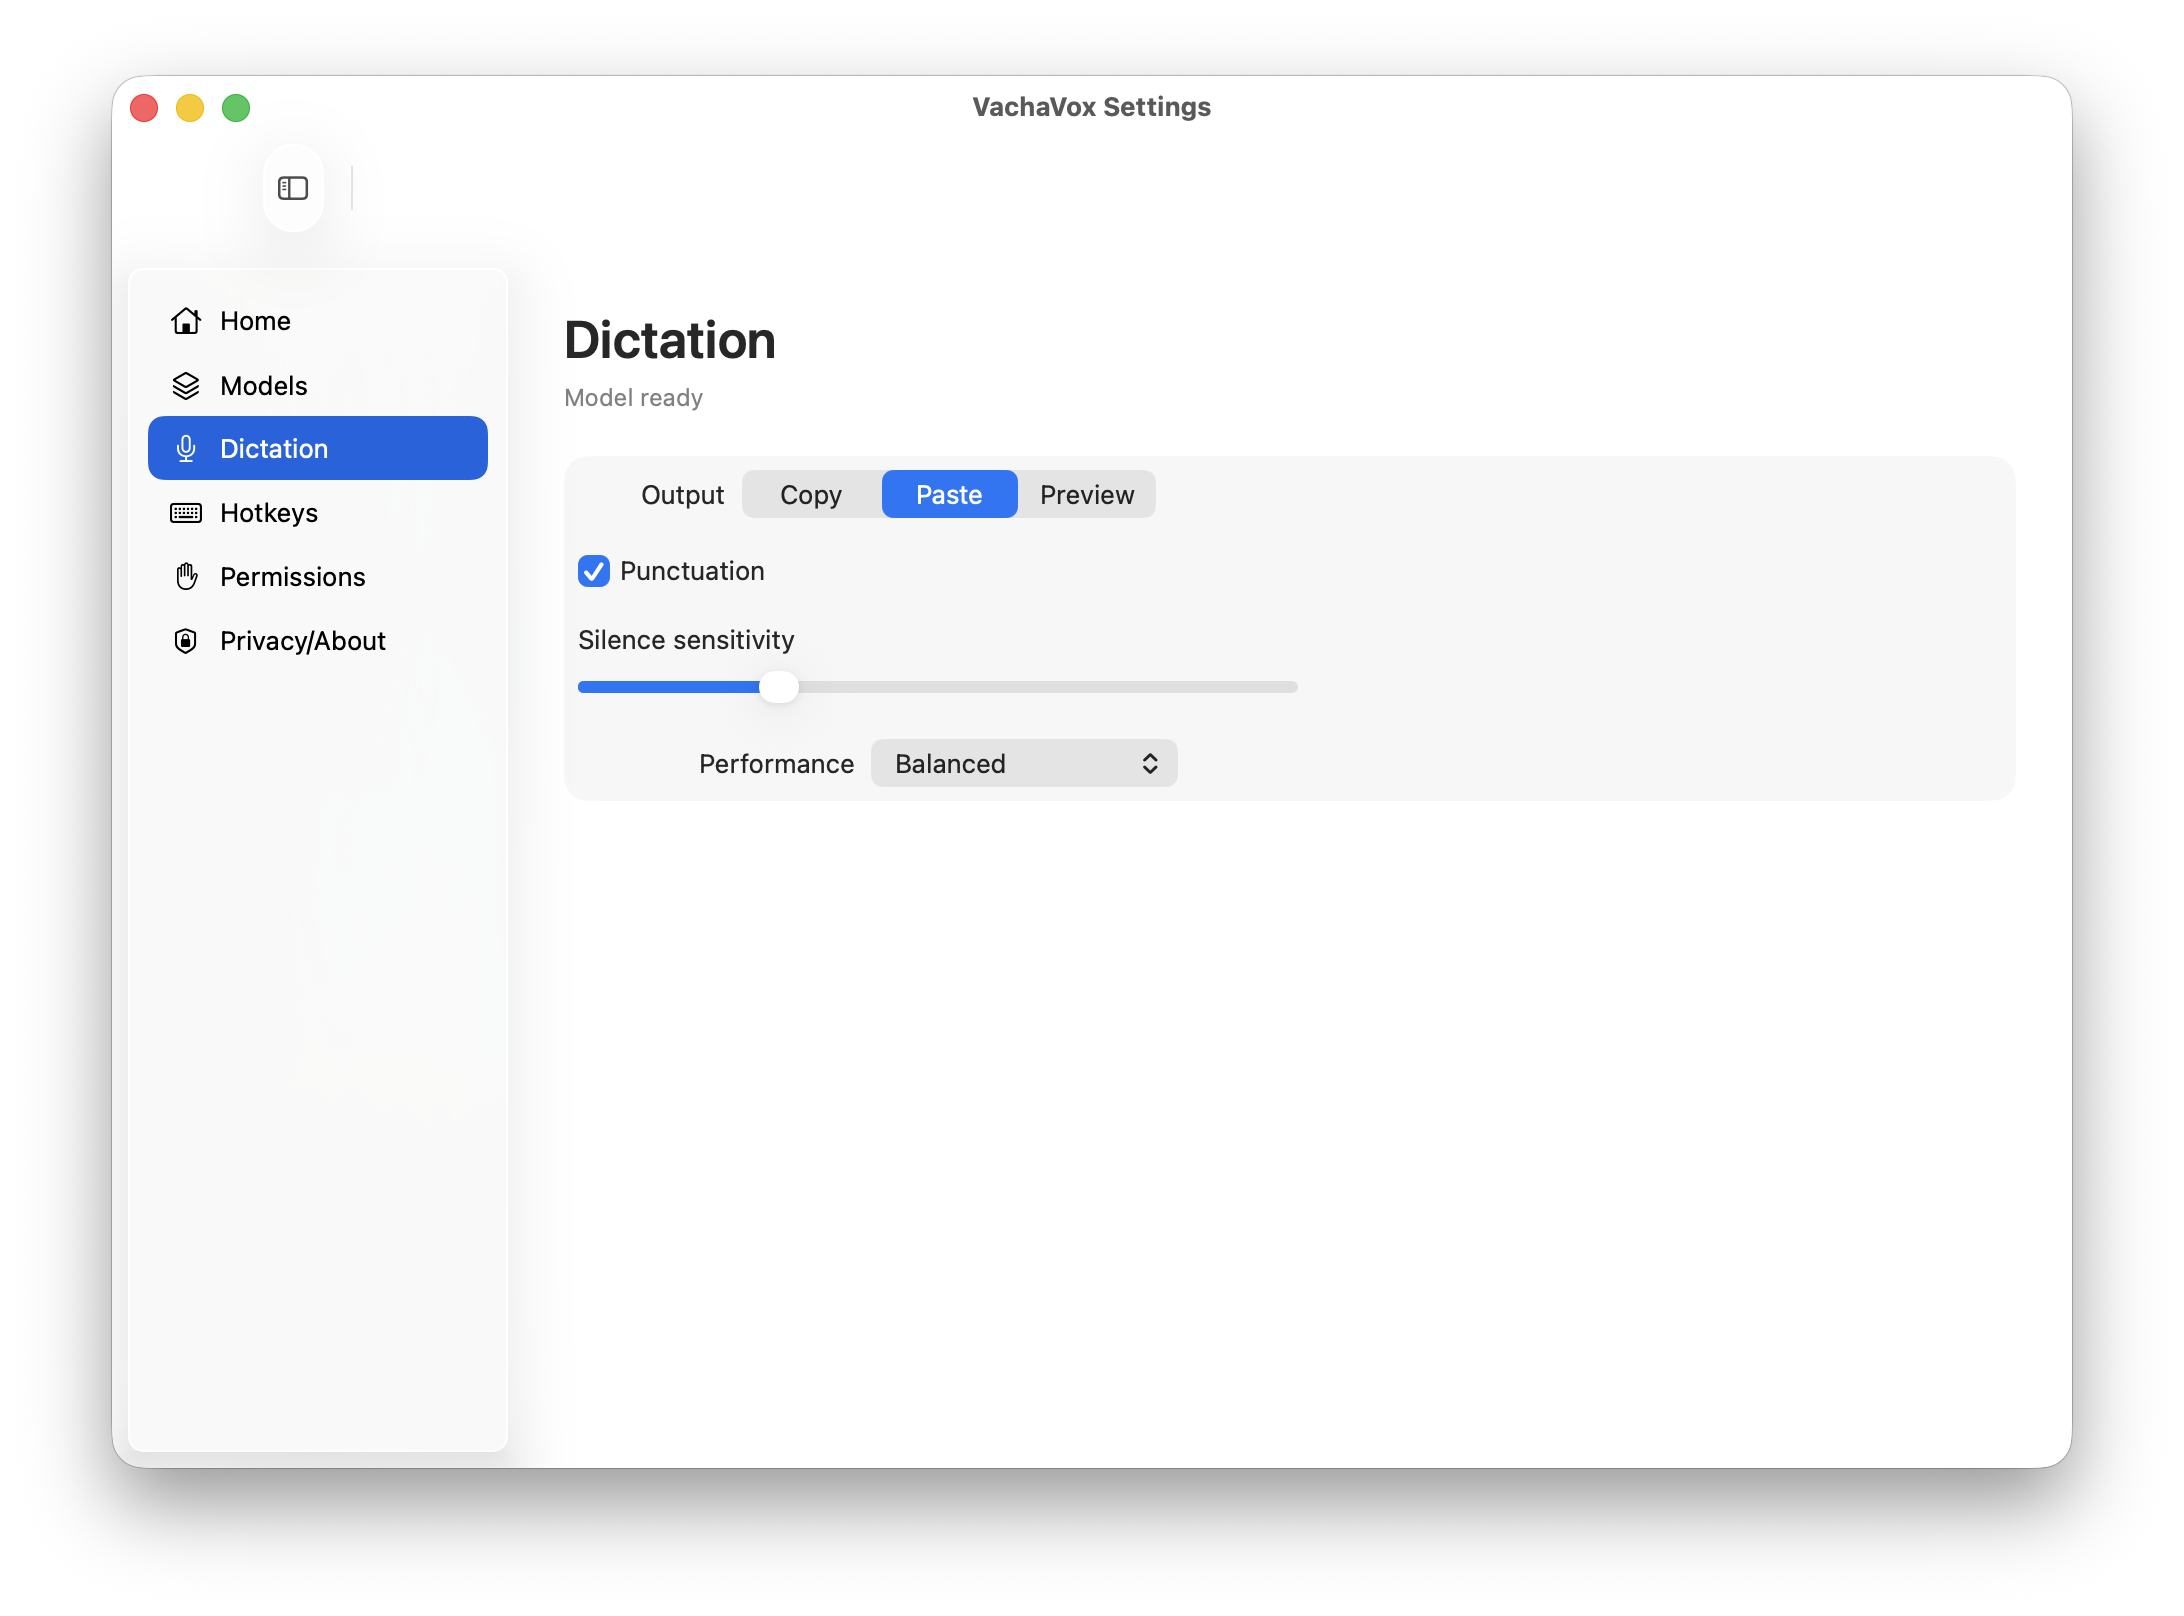 VachaVox Settings
Home
Models
Dictation
Hotkeys
Permissions
Privacy/About
Dictation
Model ready
Output Copy Paste Preview
Punctuation
Silence sensitivity
Performance Balanced